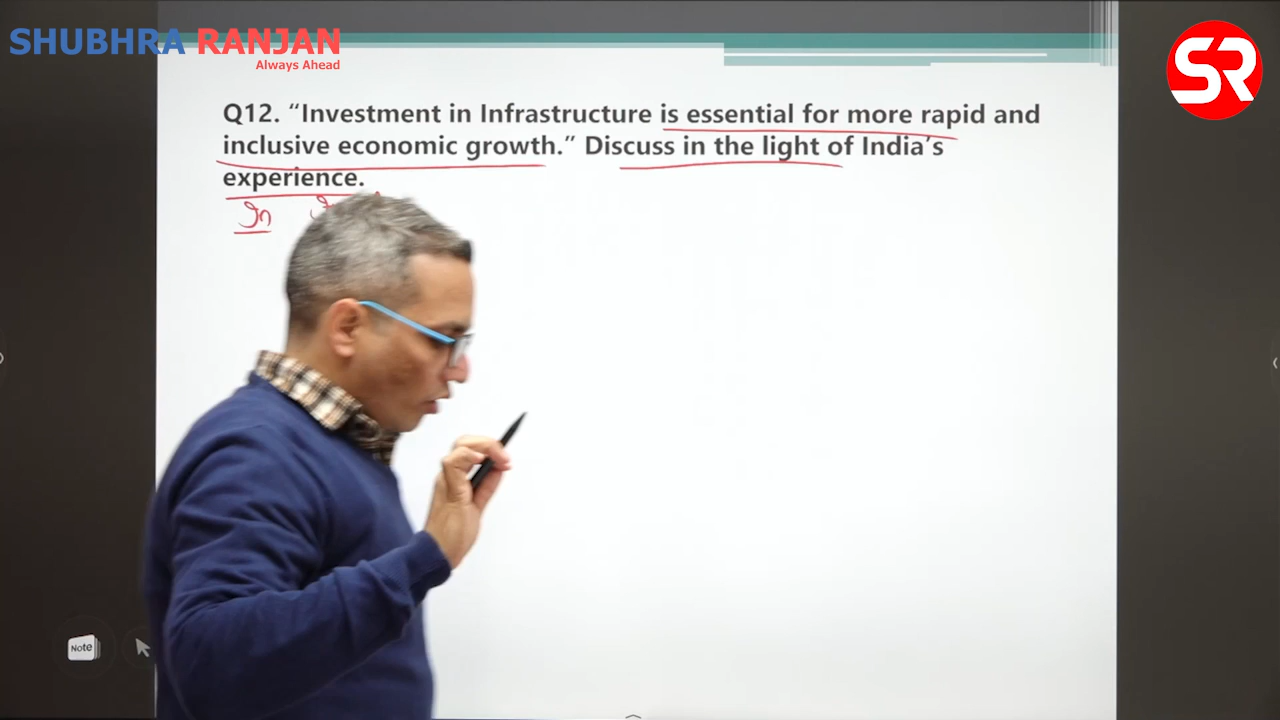 SHUBHRA RANJAN
Always Ahead
SR
Q12. “Investment in Infrastructure is essential for more rapid and
inclusive economic growth.” Discuss in the light of India’s
experience.
In
Note